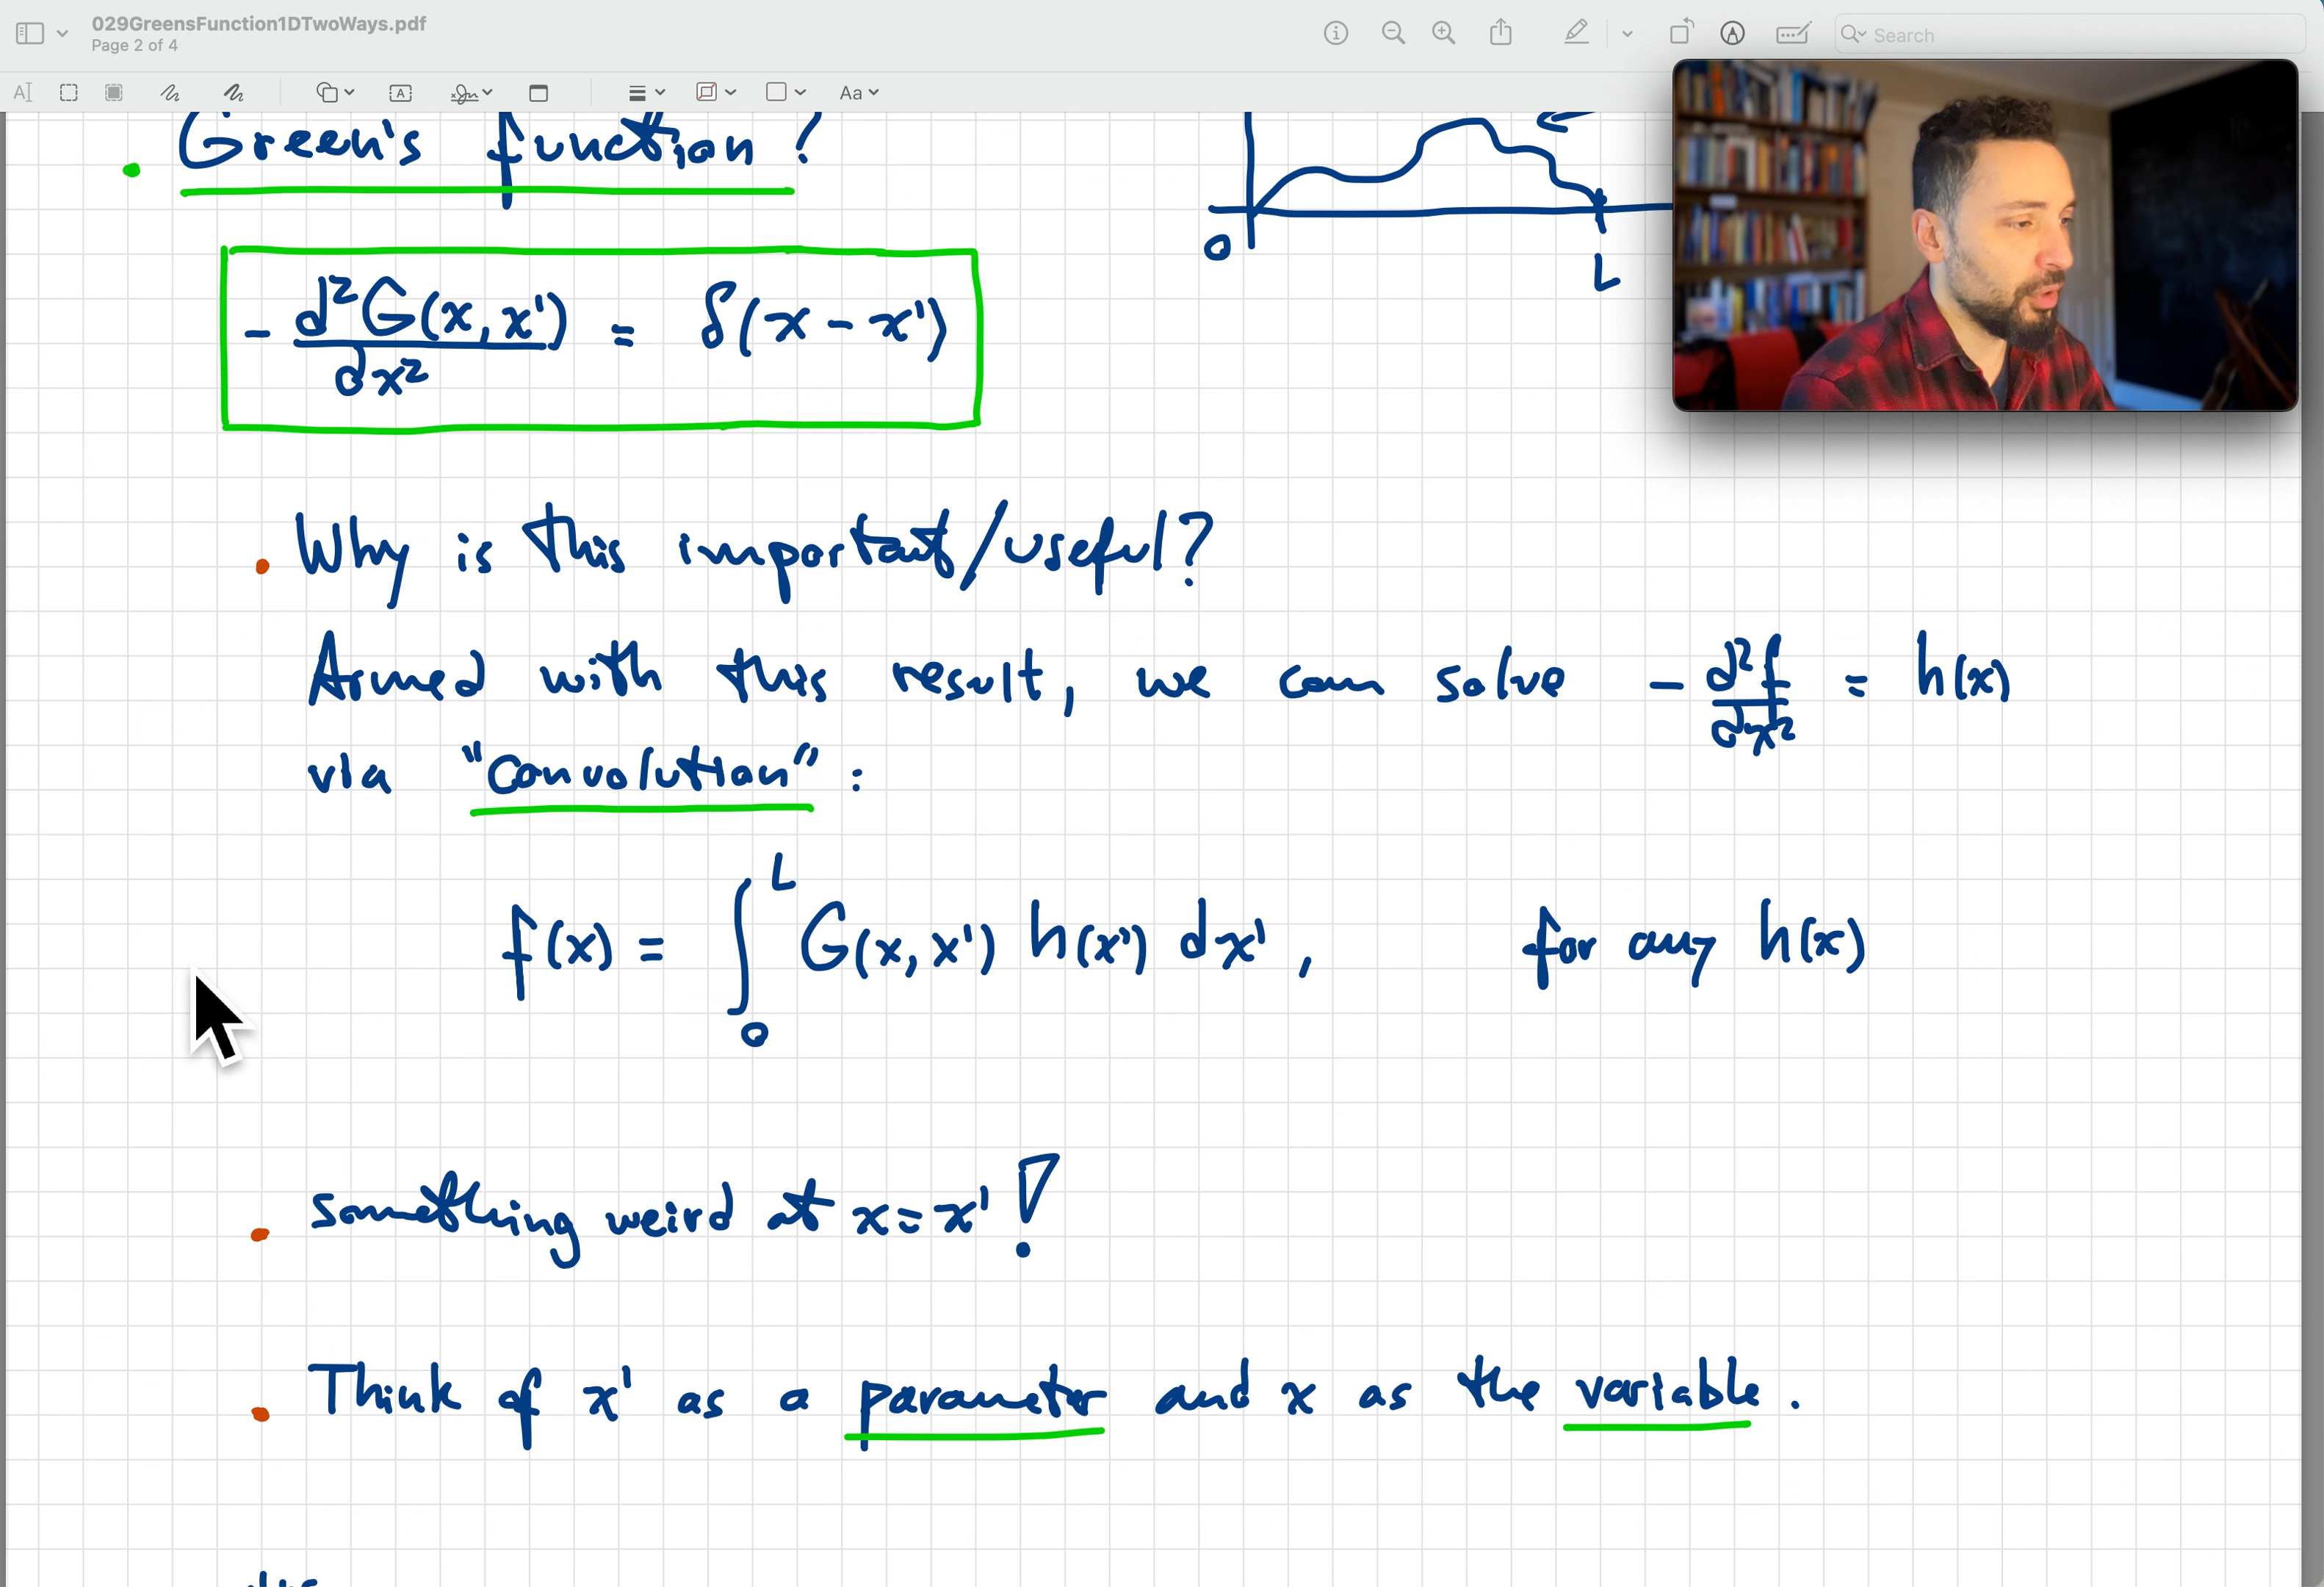 029GreensFunction1DTwoWays.pdf
Page 2 of 4
Search
Aa
Green's function?
0
L
- d²G(x,x')/dx² = δ(x-x')
Why is this important/useful?
Armed with this result, we can solve - d²f/dx² = h(x)
via "Convolution":
f(x) = ∫₀ᴸ G(x,x') h(x') dx', for any h(x)
Something weird at x=x'!
Think of x' as a parameter and x as the variable.